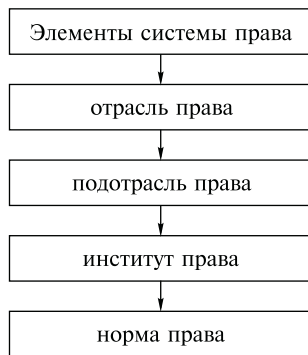 Элементы системы права
отрасль права
подотрасль права
институт права
норма права